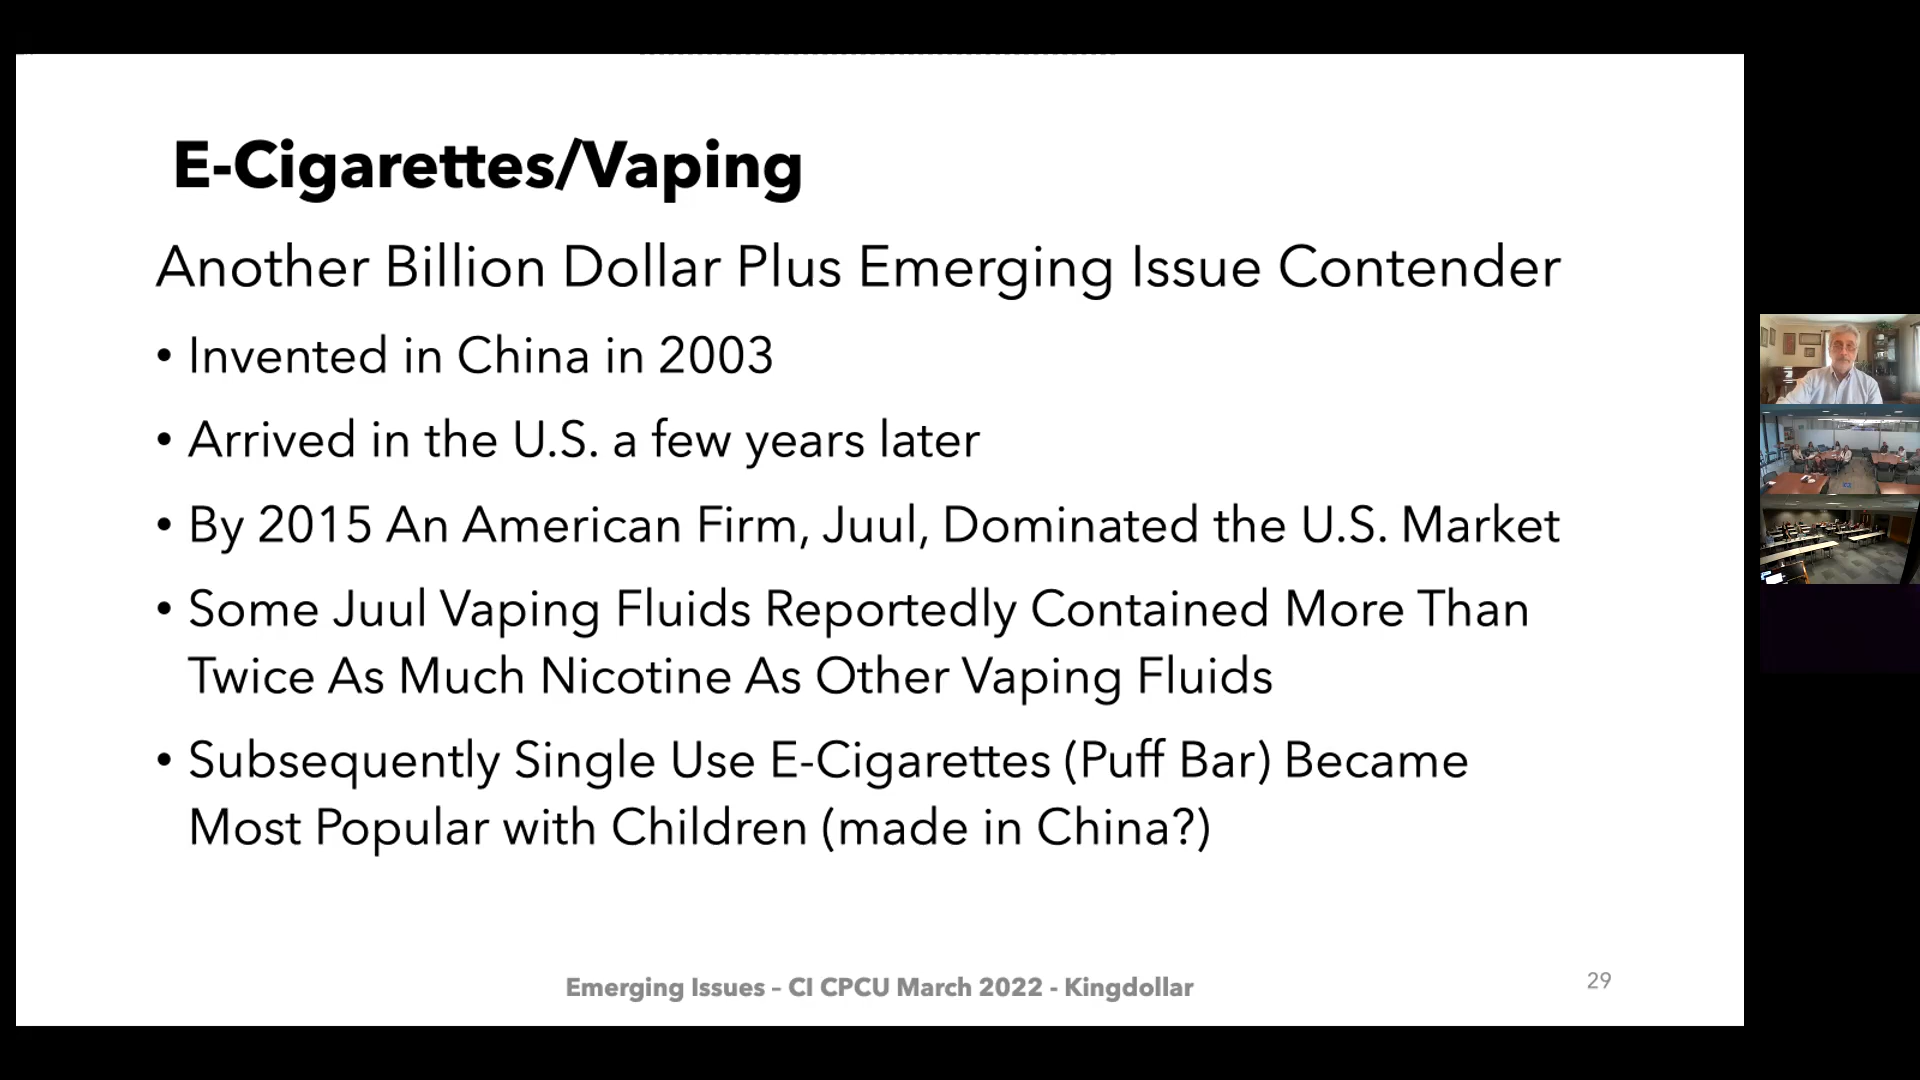 E-Cigarettes/Vaping
Another Billion Dollar Plus Emerging Issue Contender
• Invented in China in 2003
• Arrived in the U.S. a few years later
• By 2015 An American Firm, Juul, Dominated the U.S. Market
• Some Juul Vaping Fluids Reportedly Contained More Than
Twice As Much Nicotine As Other Vaping Fluids
• Subsequently Single Use E-Cigarettes (Puff Bar) Became
Most Popular with Children (made in China?)
Emerging Issues – CI CPCU March 2022 - Kingdollar
29